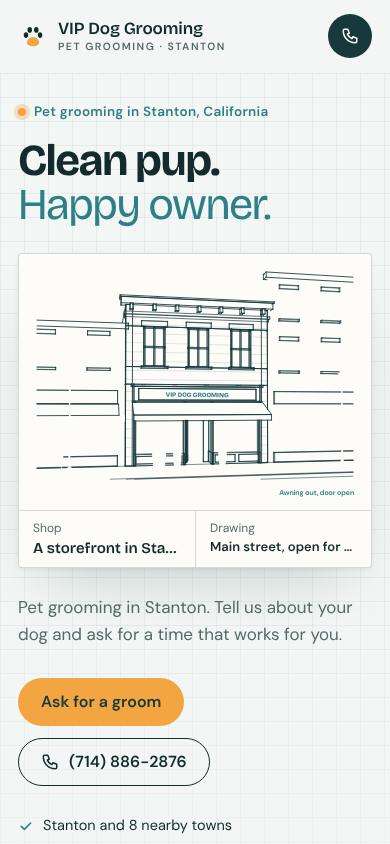 VIP Dog Grooming
PET GROOMING · STANTON
Pet grooming in Stanton, California
Clean pup.
Happy owner.
VIP DOG GROOMING
Awning out, door open
Shop
A storefront in Sta...
Drawing
Main street, open for ...
Pet grooming in Stanton. Tell us about your
dog and ask for a time that works for you.
Ask for a groom
(714) 886-2876
Stanton and 8 nearby towns